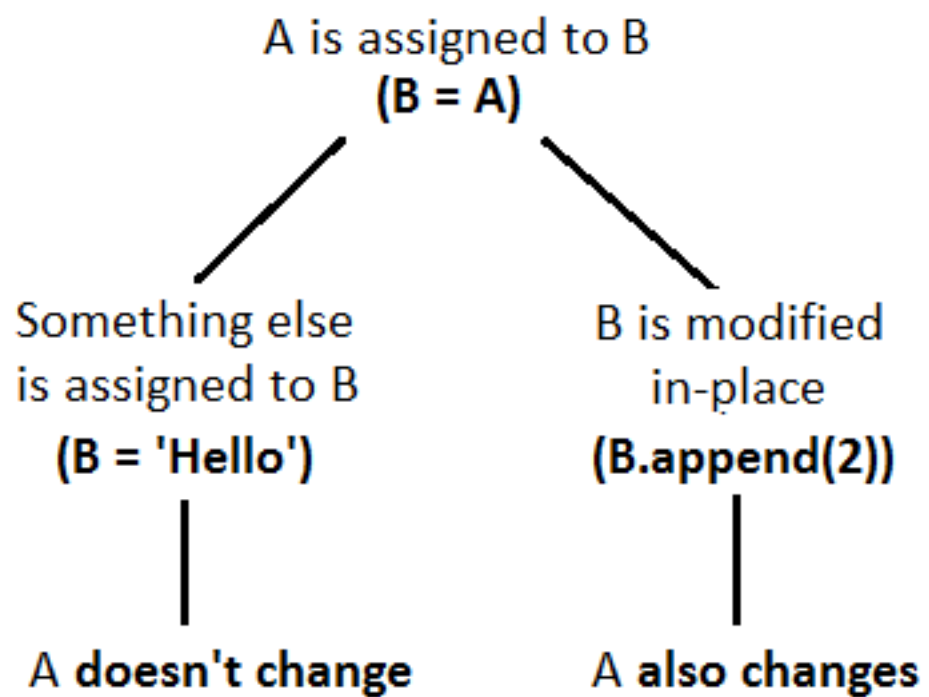 A is assigned to B
(B = A)
Something else
is assigned to B
(B = 'Hello')
A doesn't change
B is modified
in-place
(B.append(2))
A also changes